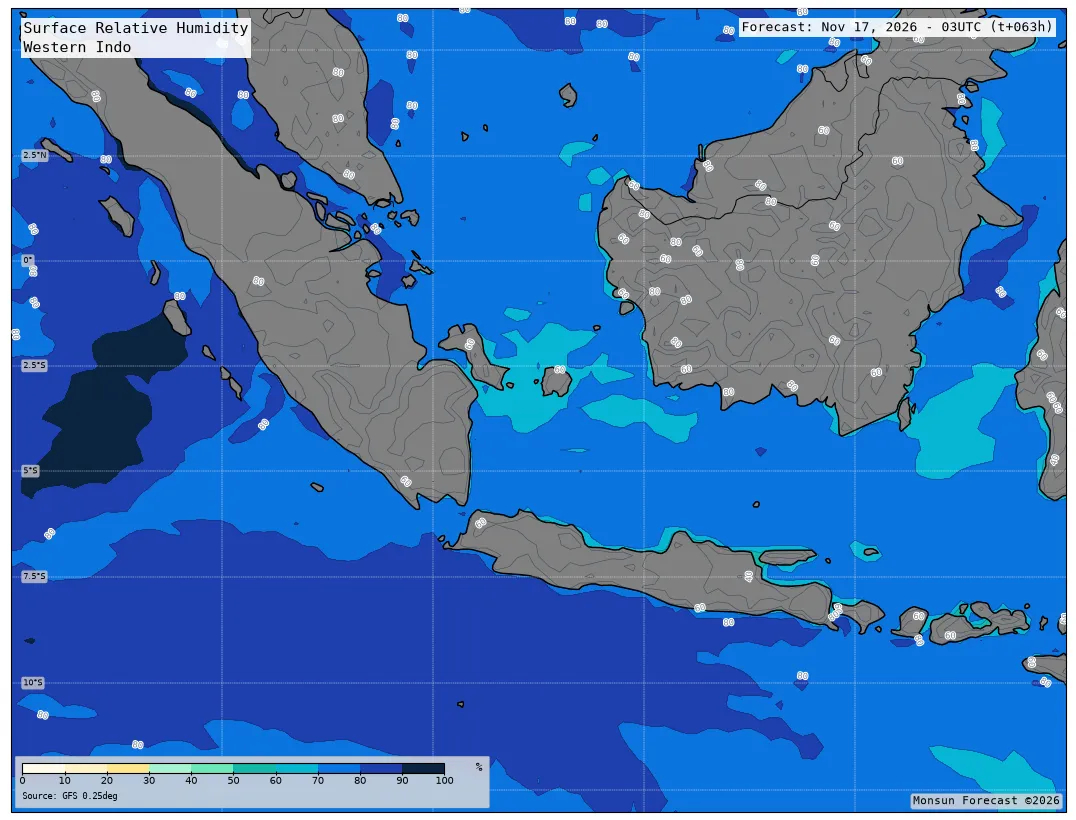 Surface Relative Humidity
Western Indo
Forecast: Nov 17, 2026 - 03UTC (t+063h)
2.5°N
0°
2.5°S
5°S
7.5°S
10°S
0 10 20 30 40 50 60 70 80 90 100 %
Source: GFS 0.25deg
Monsun Forecast ©2026